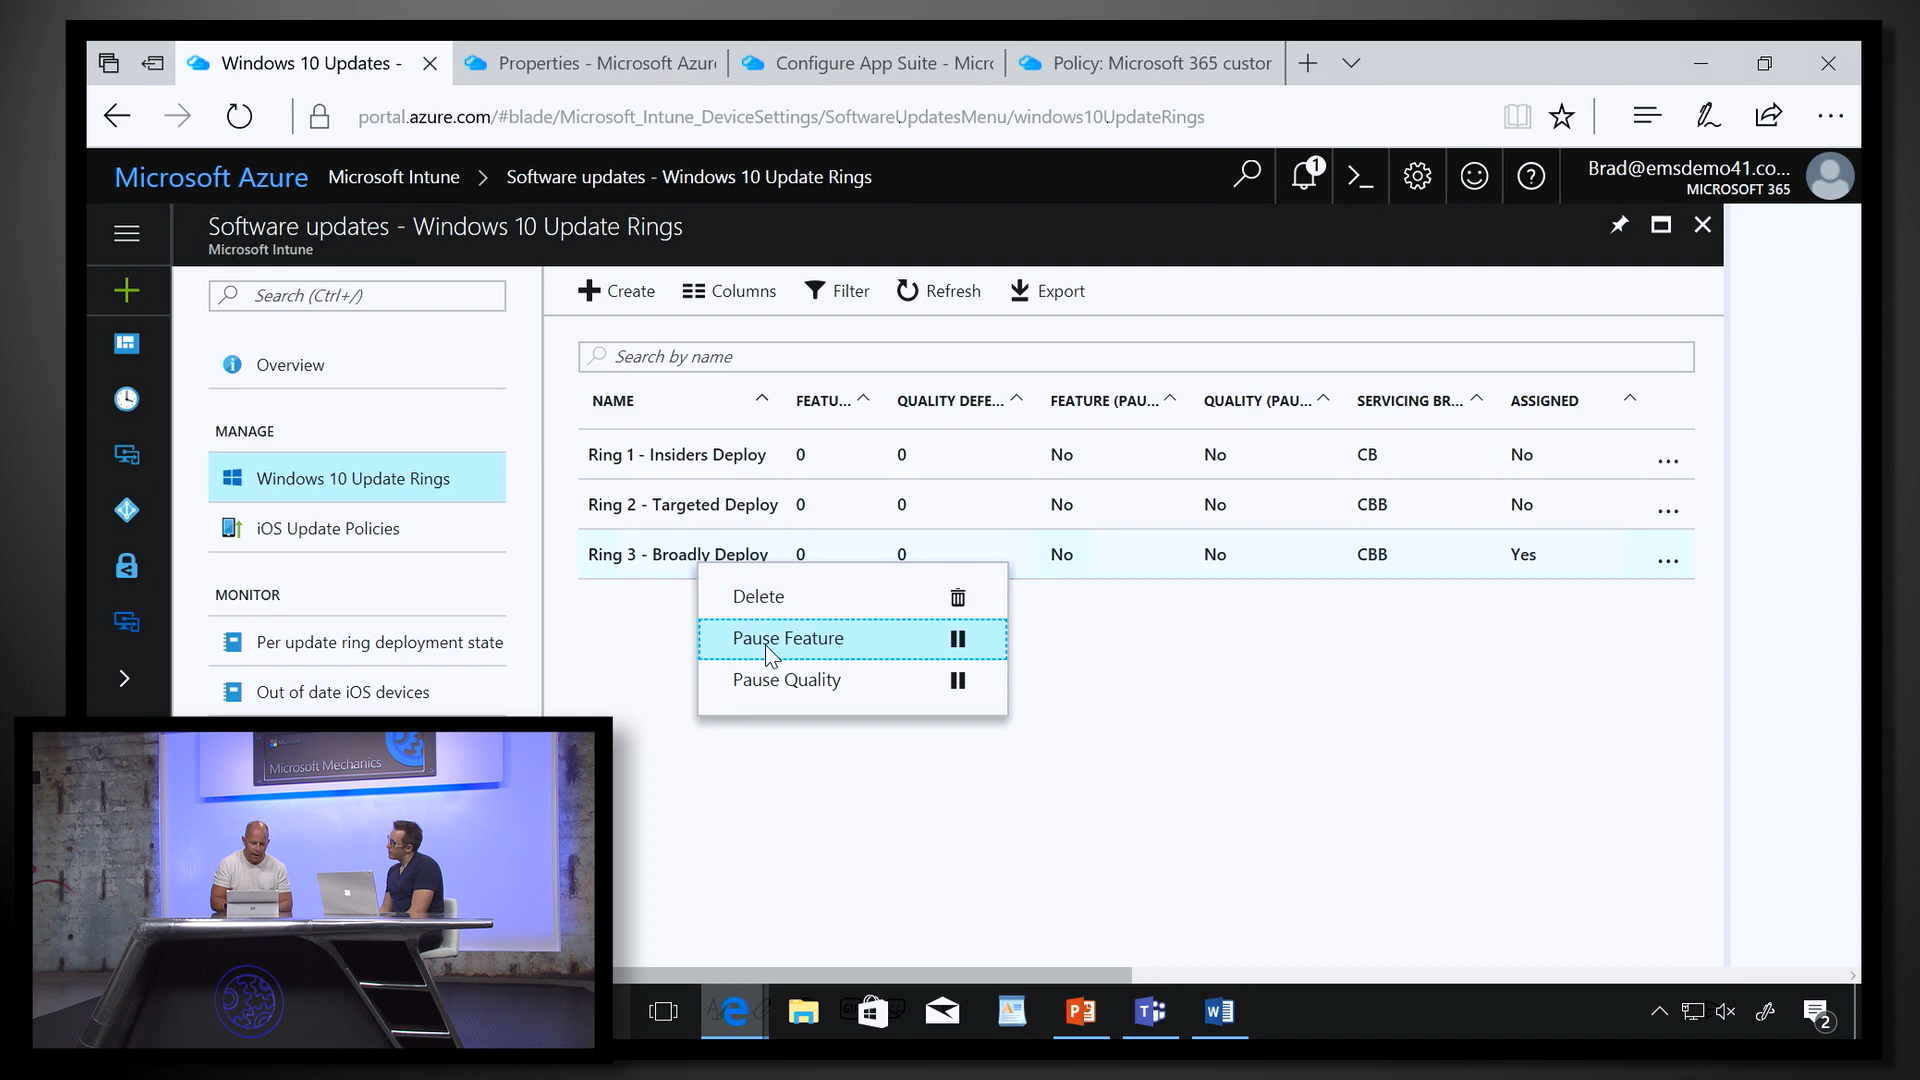 Windows 10 Updates -
Properties - Microsoft Azur
Configure App Suite - Micr
Policy: Microsoft 365 custor
portal.azure.com/#blade/Microsoft_Intune_DeviceSettings/SoftwareUpdatesMenu/windows10UpdateRings
Microsoft Azure
Microsoft Intune
Software updates - Windows 10 Update Rings
1
Brad@emsdemo41.co...
MICROSOFT 365
Software updates - Windows 10 Update Rings
Microsoft Intune
Search (Ctrl+/)
Overview
MANAGE
Windows 10 Update Rings
iOS Update Policies
MONITOR
Per update ring deployment state
Out of date iOS devices
Create Columns Filter Refresh Export
Search by name
NAME FEATU... QUALITY DEFE... FEATURE (PAU... QUALITY (PAU... SERVICING BR... ASSIGNED
Ring 1 - Insiders Deploy 0 0 No No CB No ...
Ring 2 - Targeted Deploy 0 0 No No CBB No ...
Ring 3 - Broadly Deploy 0 0 No No CBB Yes ...
Delete
Pause Feature
Pause Quality
Microsoft
Microsoft Mechanics
2